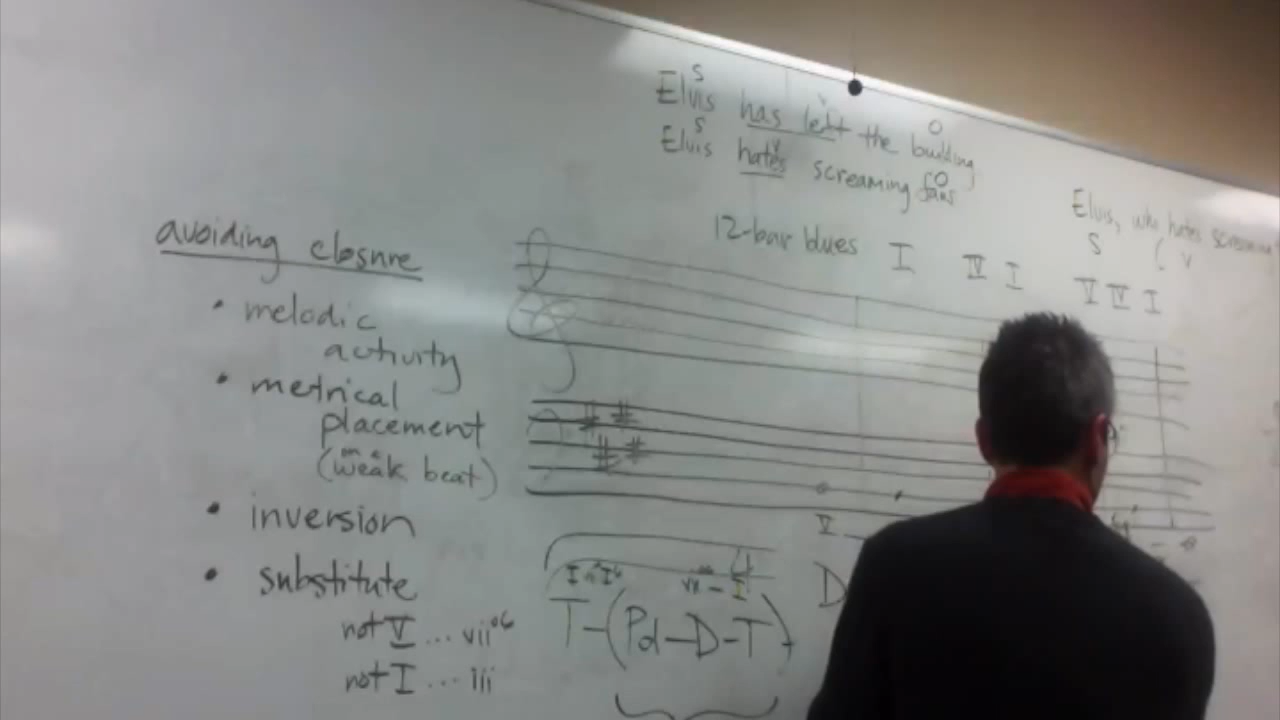 S
Elvis has left the building
V
O
S
Elvis hates screaming fans
V
O
Elvis, who hates screaming
S ( V
12-bar blues I IV I V IV I
avoiding closure
• melodic
activity
• metrical
placement
(on a weak beat)
• inversion
• substitute
not V ... vii°6
not I ... iii
V
T-(Pd-D-T)
D